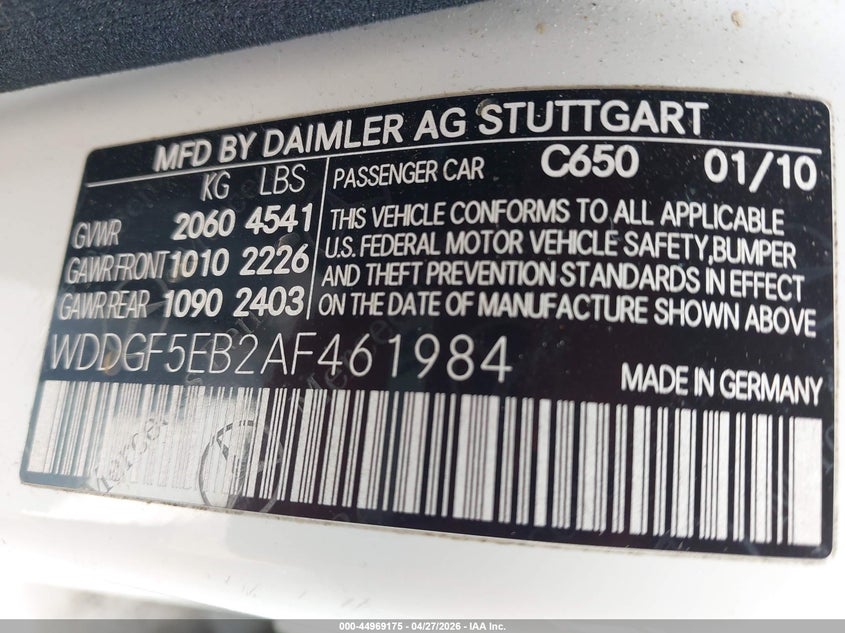 MFD BY DAIMLER AG STUTTGART
KG LBS
GVWR 2060 4541
GAWR FRONT 1010 2226
GAWR REAR 1090 2403
PASSENGER CAR C650 01/10
THIS VEHICLE CONFORMS TO ALL APPLICABLE
U.S. FEDERAL MOTOR VEHICLE SAFETY,BUMPER
AND THEFT PREVENTION STANDARDS IN EFFECT
ON THE DATE OF MANUFACTURE SHOWN ABOVE
WDDGF5EB2AF461984
MADE IN GERMANY
000-44969175 | 04/27/2026 | IAA Inc.